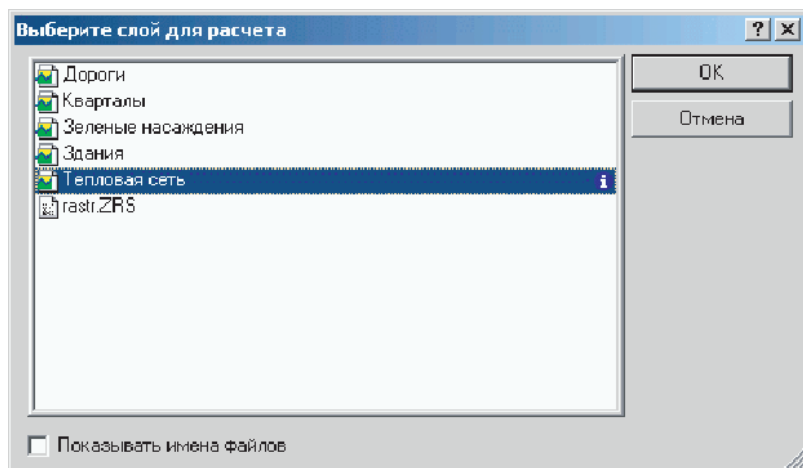 Выберите слой для расчета
Дороги
Кварталы
Зеленые насаждения
Здания
Тепловая сеть
rastr.ZRS
OK
Отмена
Показывать имена файлов